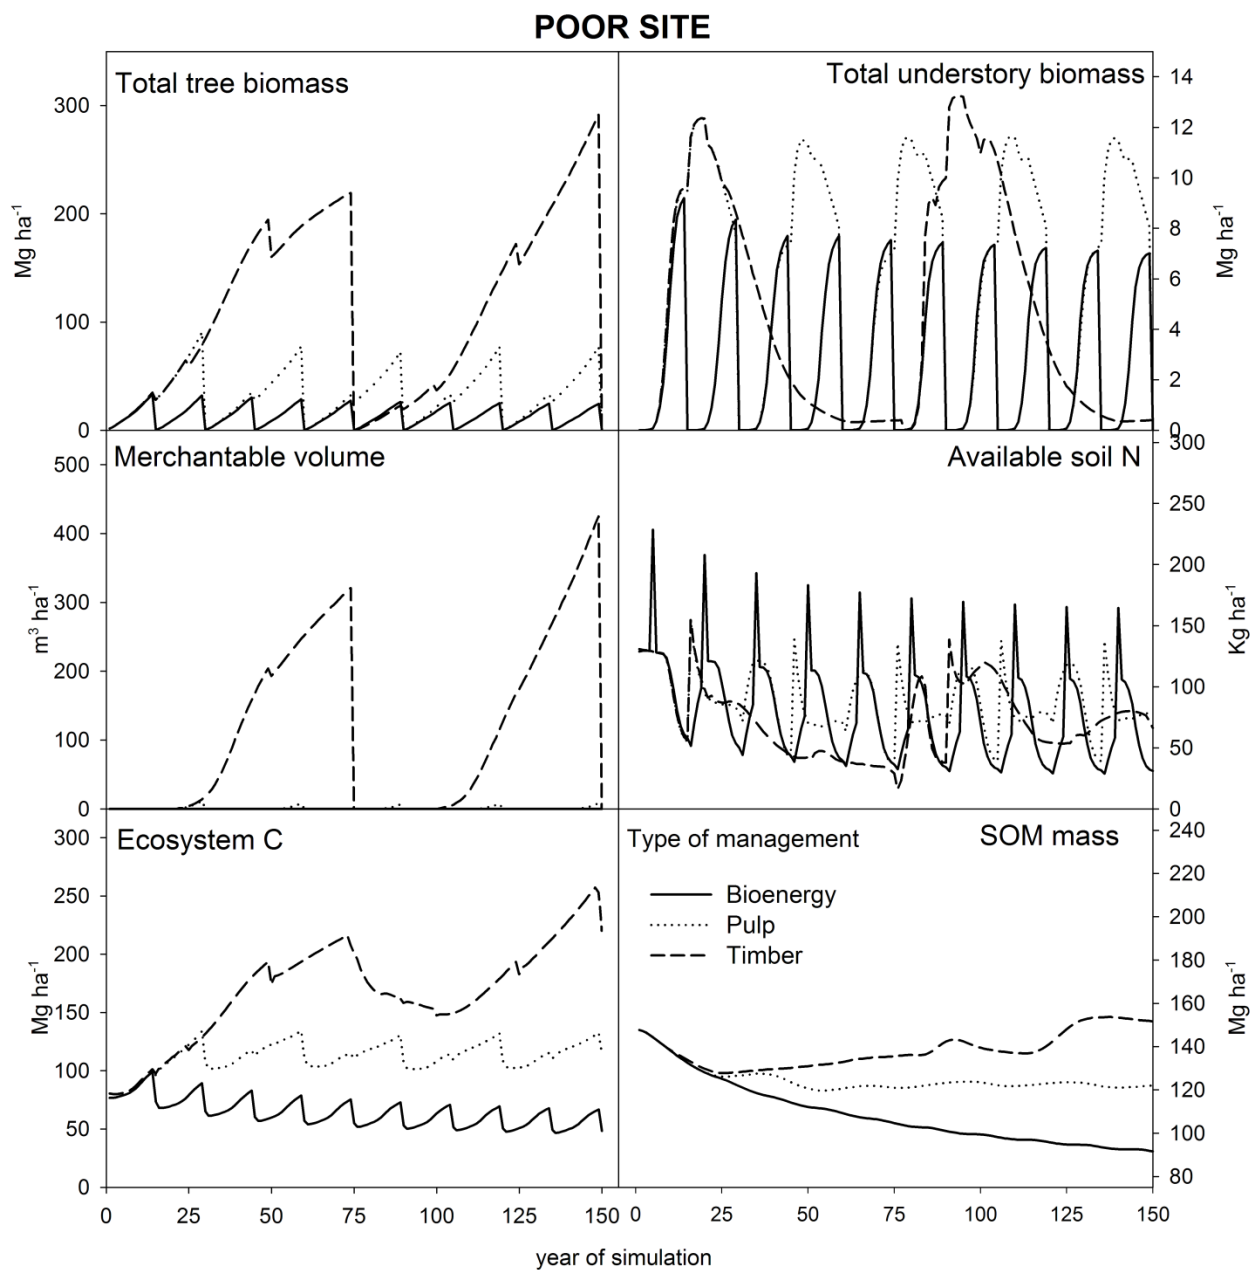 POOR SITE
Total tree biomass
Total understory biomass
300
200
100
0
Mg ha-1
14
12
10
8
6
4
2
0
Mg ha-1
Merchantable volume
Available soil N
500
400
300
200
100
0
m3 ha-1
300
250
200
150
100
50
0
Kg ha-1
Ecosystem C
Type of management
SOM mass
Bioenergy
Pulp
Timber
300
250
200
150
100
50
0
Mg ha-1
240
220
200
180
160
140
120
100
80
Mg ha-1
0 25 50 75 100 125 150
0 25 50 75 100 125 150
year of simulation